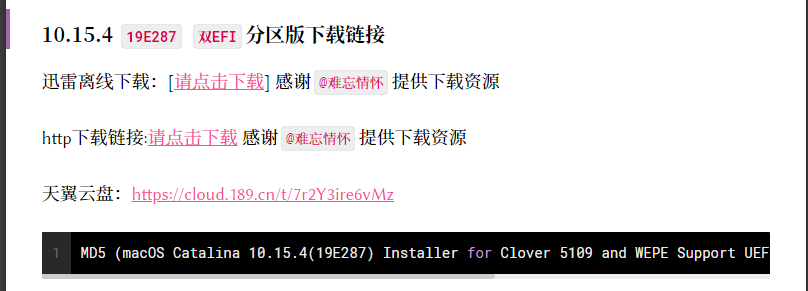 10.15.4 19E287 双EFI 分区版下载链接
迅雷离线下载：[请点击下载] 感谢 @难忘情怀 提供下载资源
http下载链接:请点击下载 感谢 @难忘情怀 提供下载资源
天翼云盘：https://cloud.189.cn/t/7r2Y3ire6vMz
1 MD5 (macOS Catalina 10.15.4(19E287) Installer for Clover 5109 and WEPE Support UEF